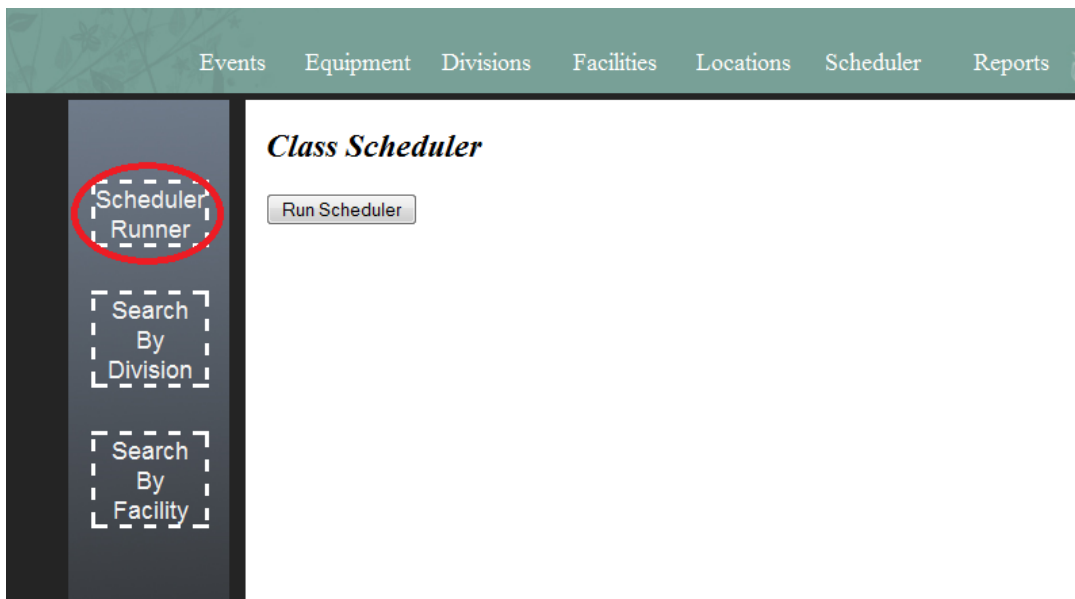 Events Equipment Divisions Facilities Locations Scheduler Reports
Class Scheduler
Run Scheduler
Scheduler
Runner
Search
By
Division
Search
By
Facility